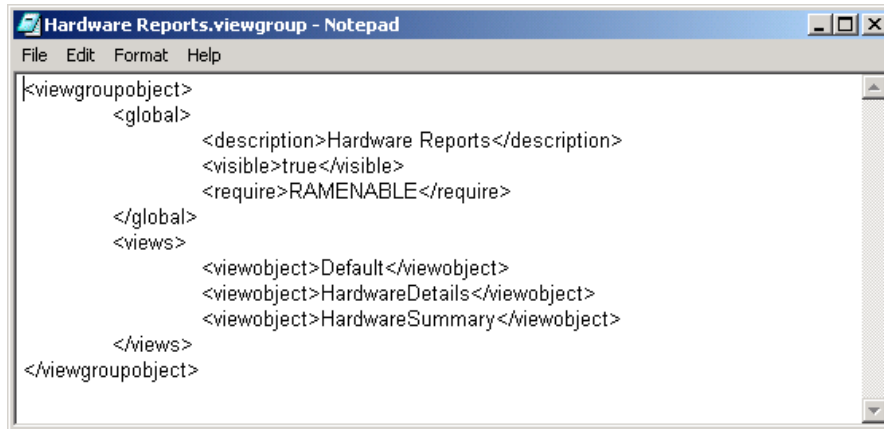 Hardware Reports.viewgroup - Notepad
File Edit Format Help
<viewgroupobject>
<global>
<description>Hardware Reports</description>
<visible>true</visible>
<require>RAMENABLE</require>
</global>
<views>
<viewobject>Default</viewobject>
<viewobject>HardwareDetails</viewobject>
<viewobject>HardwareSummary</viewobject>
</views>
</viewgroupobject>